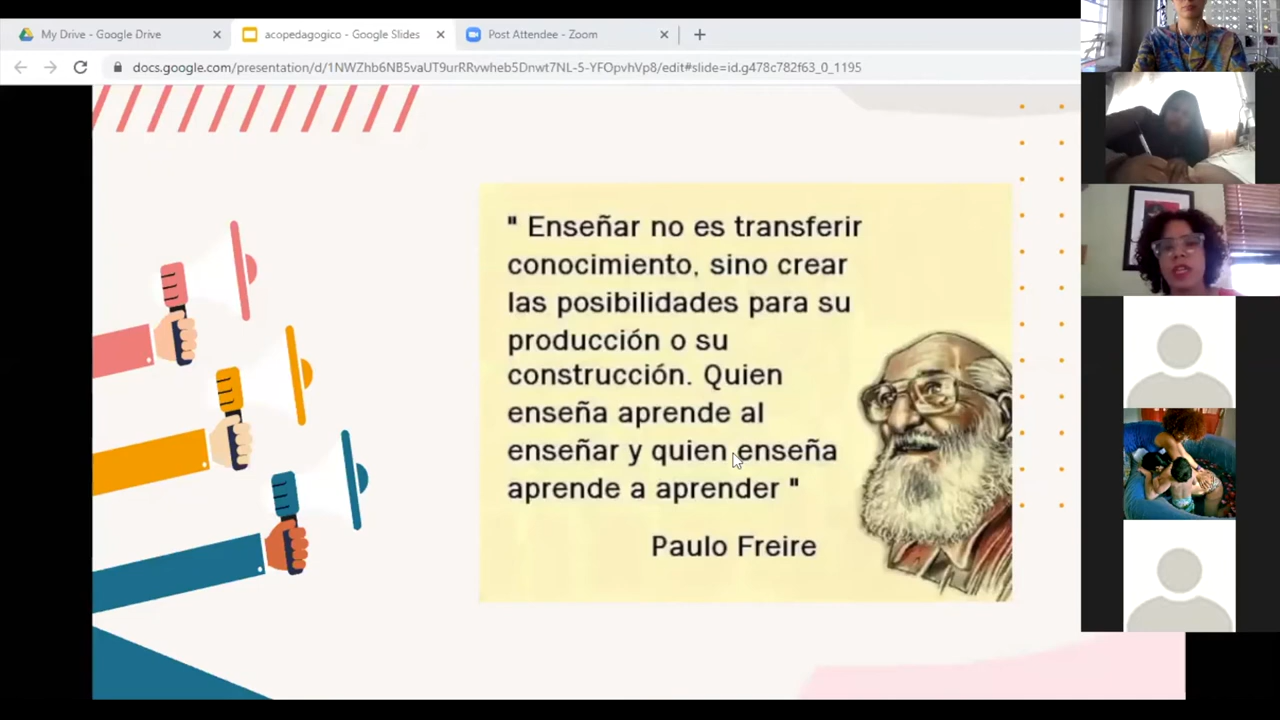 My Drive - Google Drive
acopedagogico - Google Slides
Post Attendee - Zoom
docs.google.com/presentation/d/1NWZhb6NB5vaUT9urRRvwheb5Dnwt7NL-5-YFOpvhVp8/edit#slide=id.g478c782f63_0_1195
" Enseñar no es transferir
conocimiento, sino crear
las posibilidades para su
producción o su
construcción. Quien
enseña aprende al
enseñar y quien enseña
aprende a aprender "
Paulo Freire